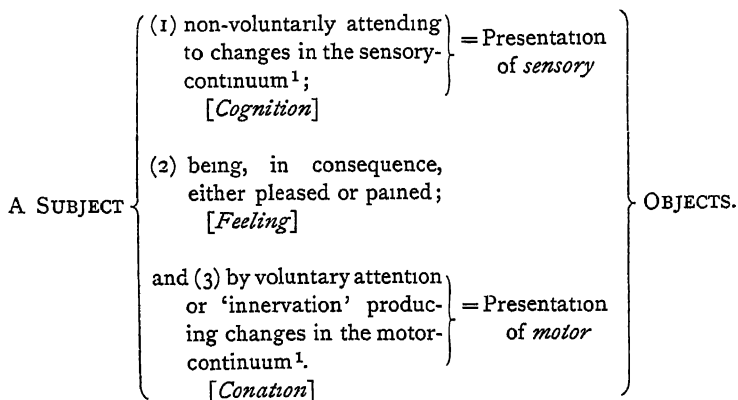 (1) non-voluntarily attending
to changes in the sensory-
continuum¹;
[Cognition]
= Presentation
of sensory
(2) being, in consequence,
either pleased or pained;
[Feeling]
A SUBJECT
OBJECTS.
and (3) by voluntary attention
or ‘innervation’ produc-
ing changes in the motor-
continuum¹.
[Conation]
= Presentation
of motor